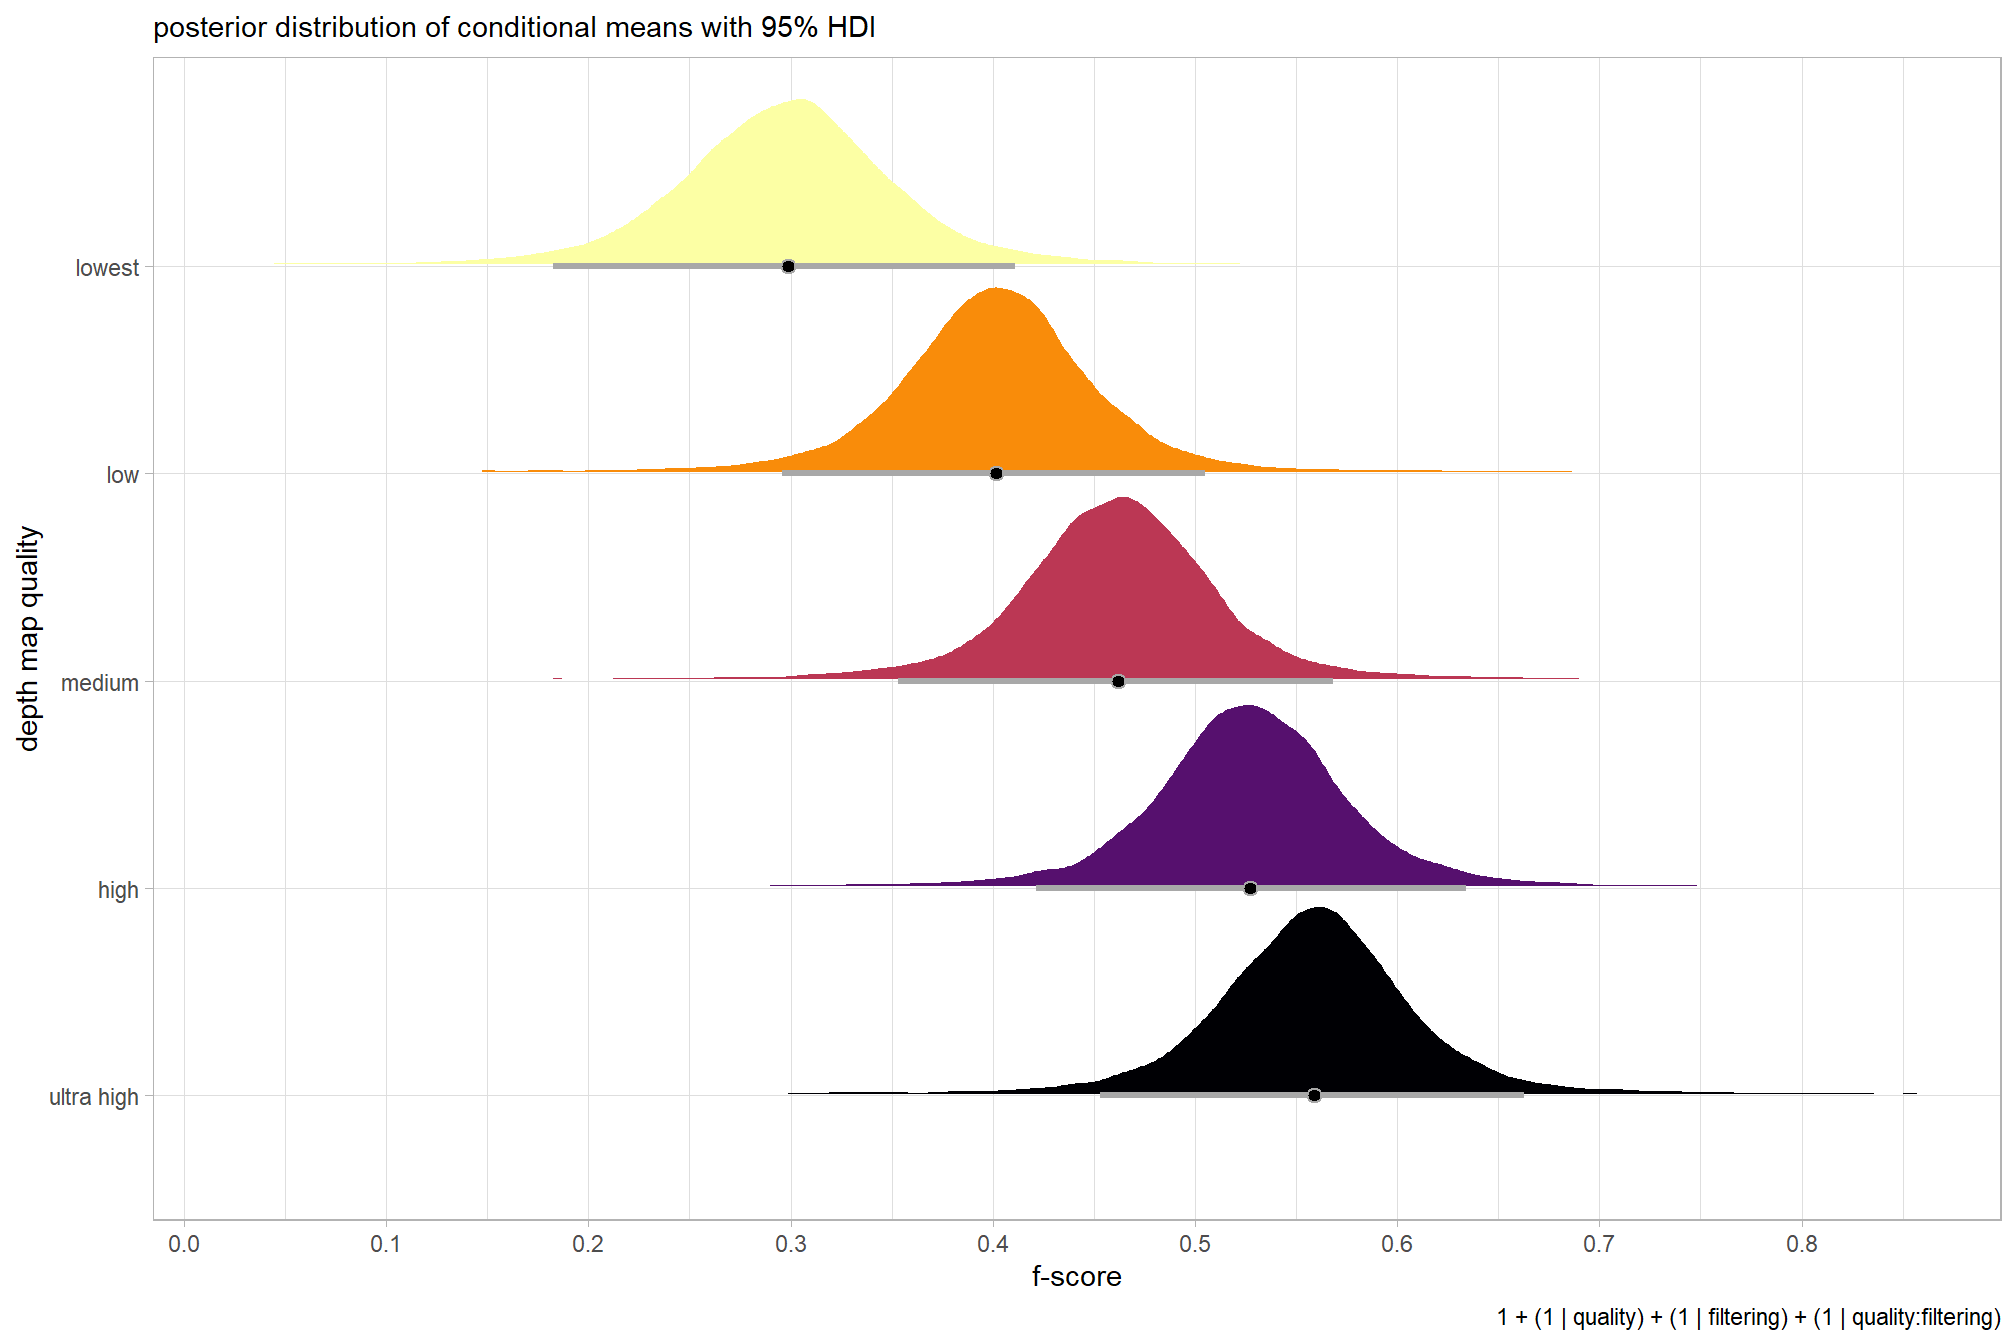 posterior distribution of conditional means with 95% HDI
lowest
low
medium
high
ultra high
depth map quality
0.0 0.1 0.2 0.3 0.4 0.5 0.6 0.7 0.8
f-score
1 + (1 | quality) + (1 | filtering) + (1 | quality:filtering)